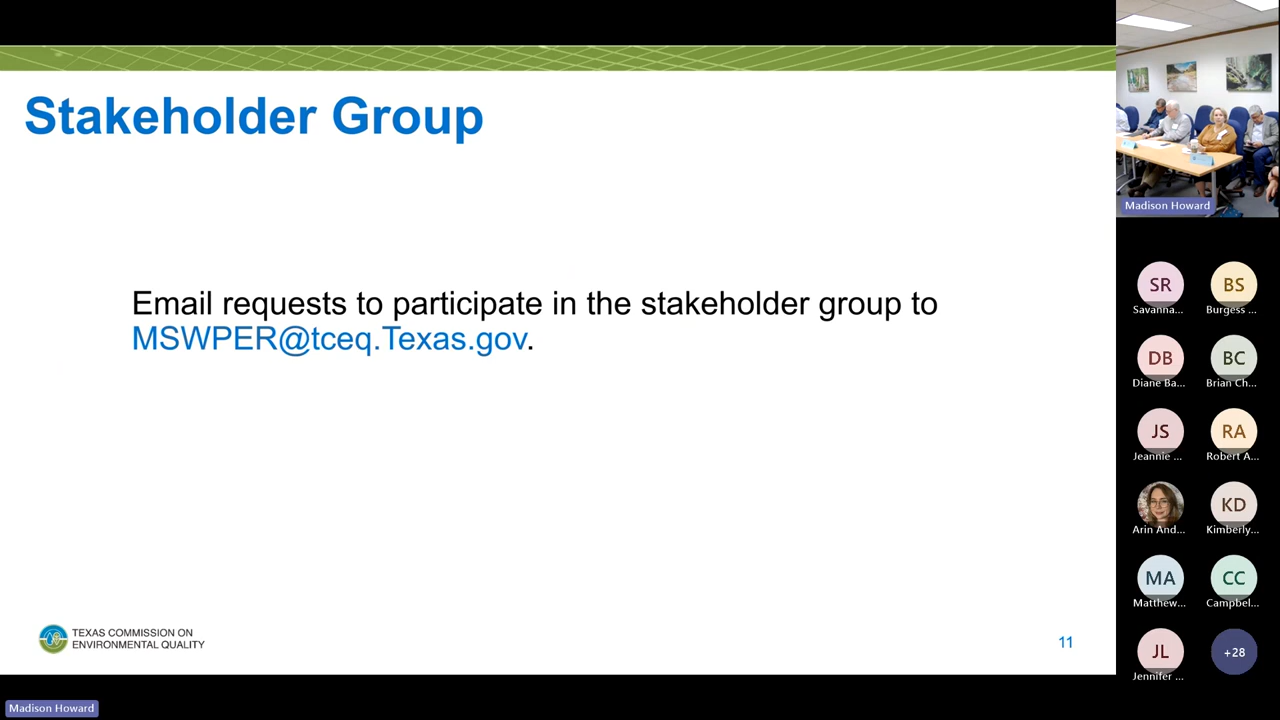 Stakeholder Group
Email requests to participate in the stakeholder group to
MSWPER@tceq.Texas.gov.
TEXAS COMMISSION ON
ENVIRONMENTAL QUALITY
11
Madison Howard
Madison Howard
SR
Savanna...
BS
Burgess ...
DB
Diane Ba...
BC
Brian Ch...
JS
Jeannie ...
RA
Robert A...
Arin And...
KD
Kimberly...
MA
Matthew...
CC
Campbel...
JL
Jennifer ...
+28